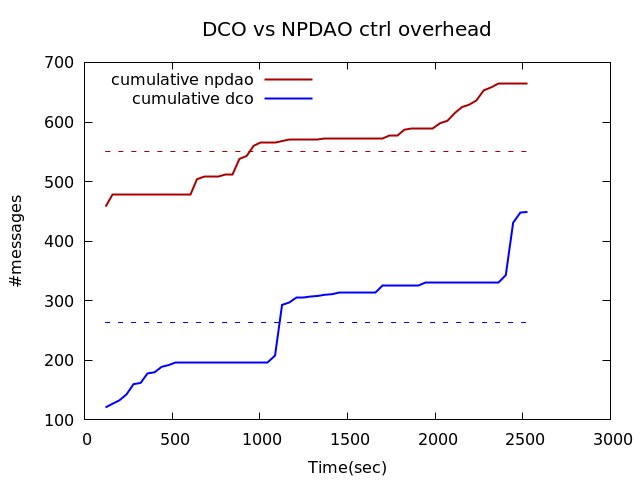 DCO vs NPDAO ctrl overhead
700
600
500
400
300
200
100
#messages
cumulative npdao
cumulative dco
0
500
1000
1500
2000
2500
3000
Time(sec)